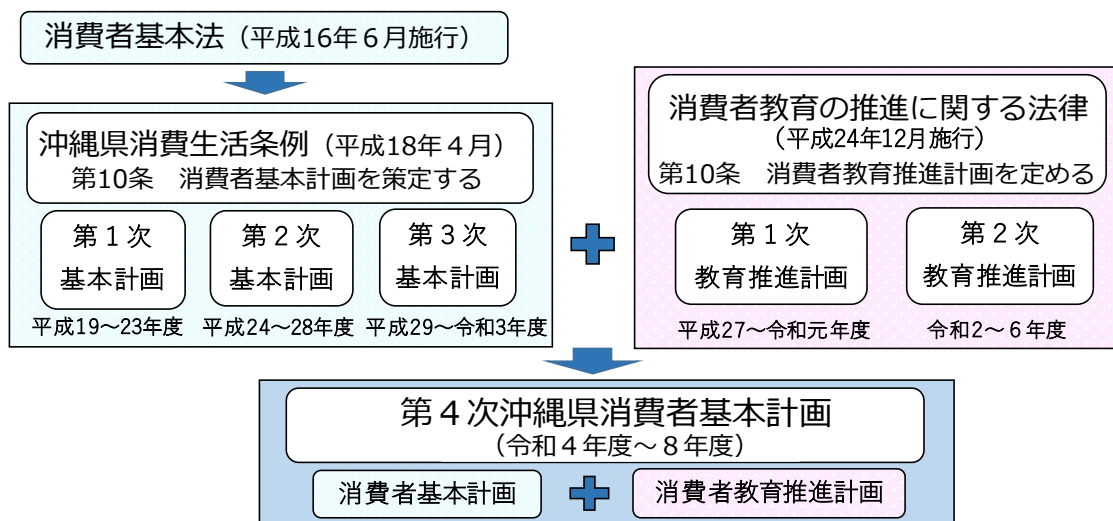 消費者基本法（平成16年６月施行）
沖縄県消費生活条例（平成18年４月）
第10条　消費者基本計画を策定する
第１次
基本計画
平成19～23年度
第２次
基本計画
平成24～28年度
第３次
基本計画
平成29～令和3年度
消費者教育の推進に関する法律
（平成24年12月施行）
第10条　消費者教育推進計画を定める
第１次
教育推進計画
平成27～令和元年度
第２次
教育推進計画
令和2～６年度
第４次沖縄県消費者基本計画
（令和４年度～８年度）
消費者基本計画
消費者教育推進計画